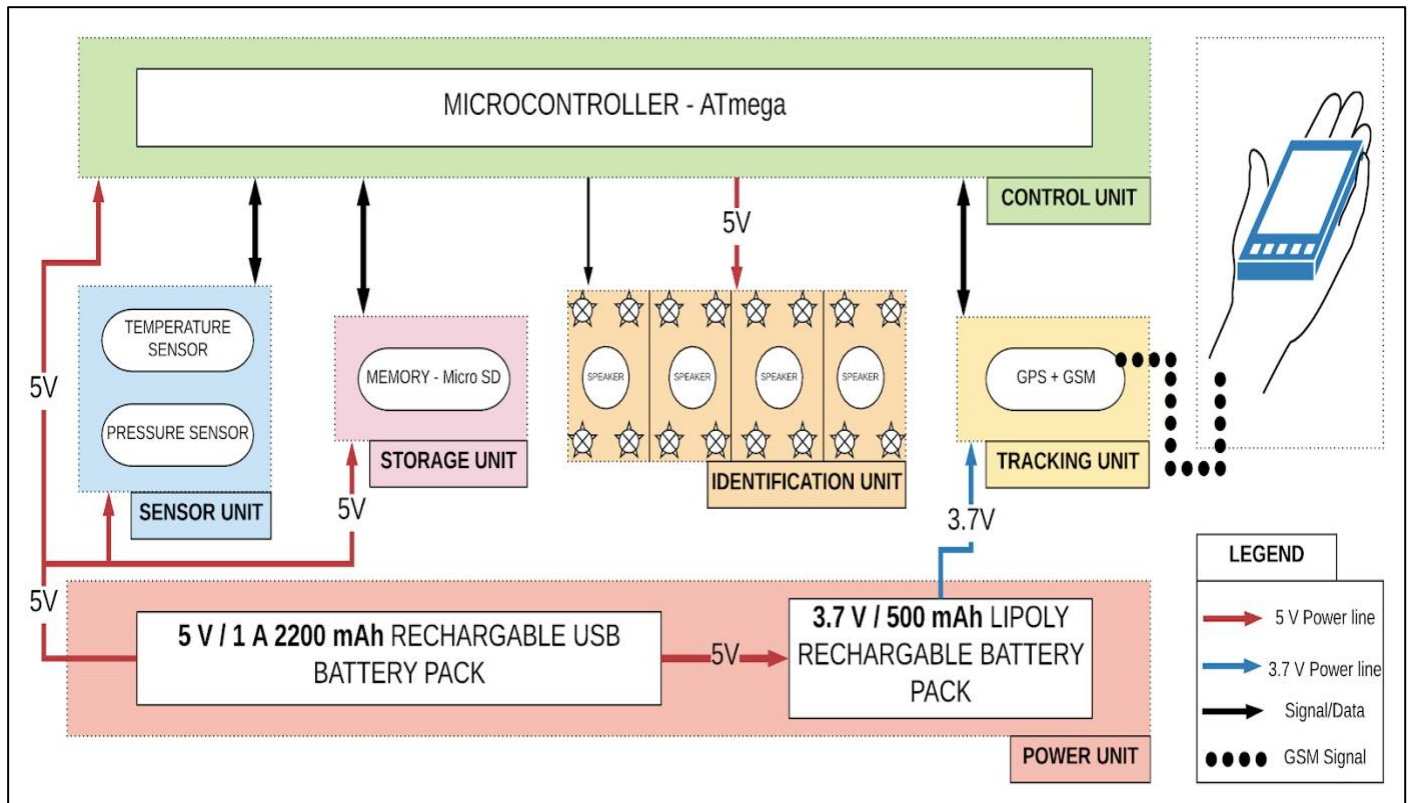 MICROCONTROLLER - ATmega
CONTROL UNIT
5V
5V
TEMPERATURE
SENSOR
PRESSURE SENSOR
SENSOR UNIT
MEMORY - Micro SD
STORAGE UNIT
5V
SPEAKER
SPEAKER
SPEAKER
SPEAKER
IDENTIFICATION UNIT
GPS + GSM
TRACKING UNIT
3.7V
5V
5 V / 1 A 2200 mAh RECHARGABLE USB
BATTERY PACK
5V
3.7 V / 500 mAh LIPOLY
RECHARGABLE BATTERY
PACK
POWER UNIT
LEGEND
5 V Power line
3.7 V Power line
Signal/Data
GSM Signal